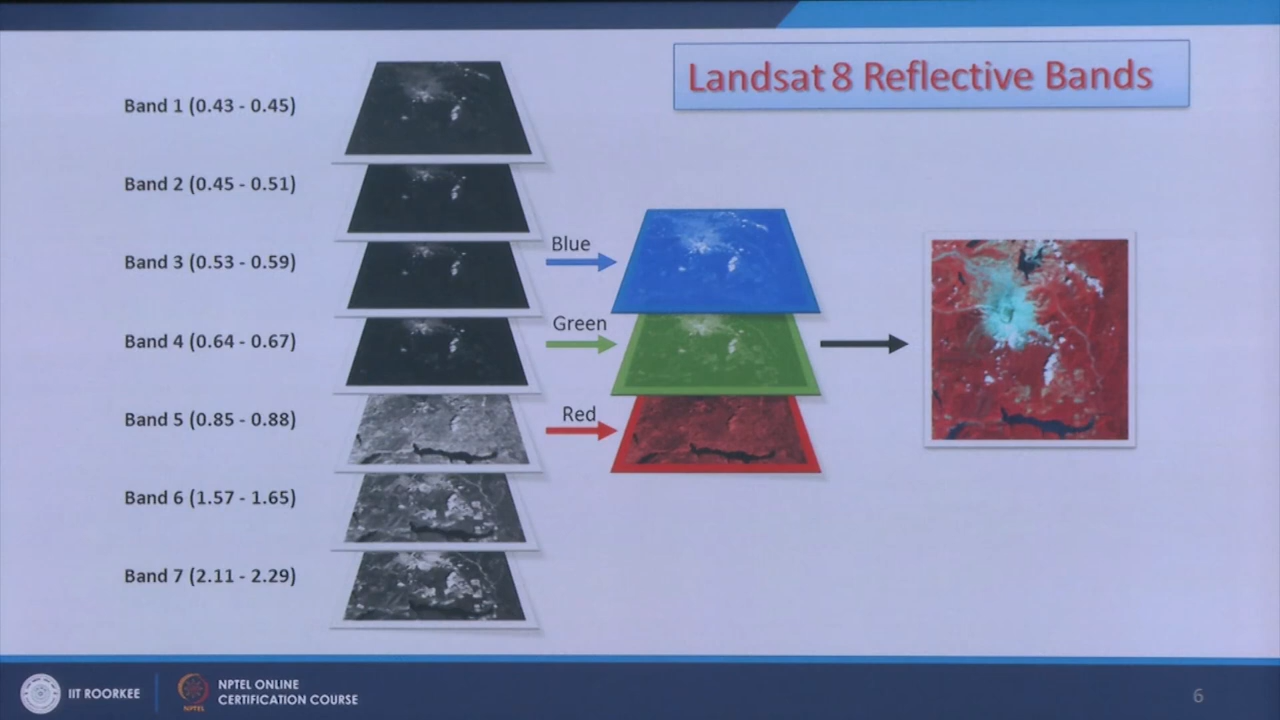 Landsat 8 Reflective Bands
Band 1 (0.43 - 0.45)
Band 2 (0.45 - 0.51)
Band 3 (0.53 - 0.59)
Band 4 (0.64 - 0.67)
Band 5 (0.85 - 0.88)
Band 6 (1.57 - 1.65)
Band 7 (2.11 - 2.29)
Blue
Green
Red
IIT ROORKEE
NPTEL
NPTEL ONLINE
CERTIFICATION COURSE
6